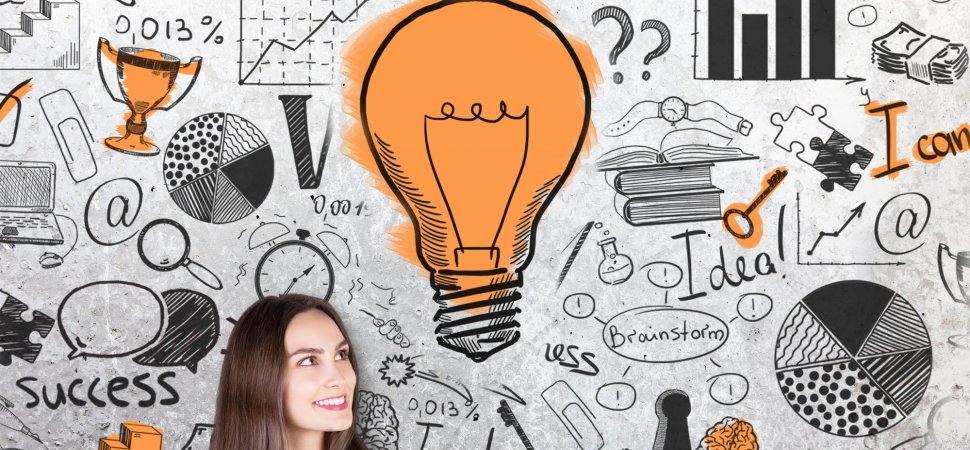 0,013%
??
y
I can
@
0,001
Idea!
@
Brainstorm
success
0,013%